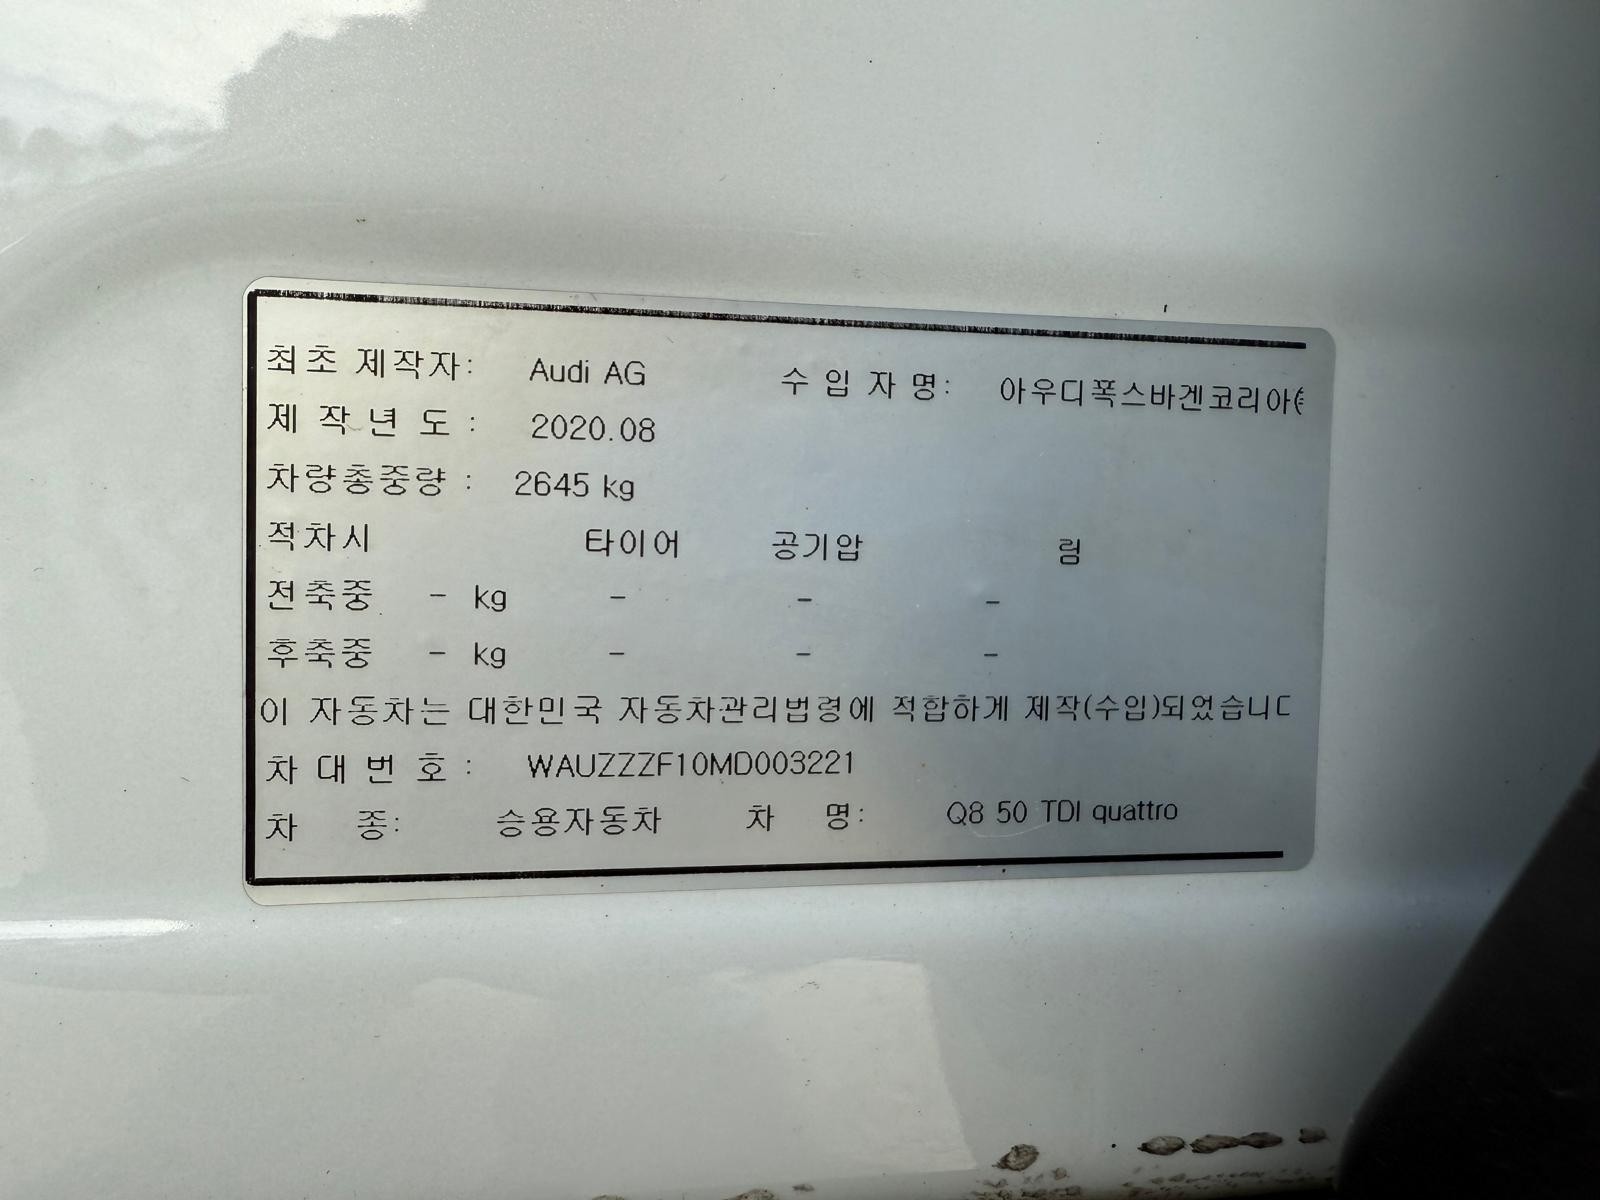 최초 제작자: Audi AG 수입자명: 아우디폭스바겐코리아(
제작년도: 2020.08
차량총중량: 2645 kg
적차시 타이어 공기압 림
전축중 - kg - - -
후축중 - kg - - -
이 자동차는 대한민국 자동차관리법령에 적합하게 제작(수입)되었습니ㄷ
차대번호: WAUZZZF10MD003221
차 종: 승용자동차 차 명: Q8 50 TDI quattro